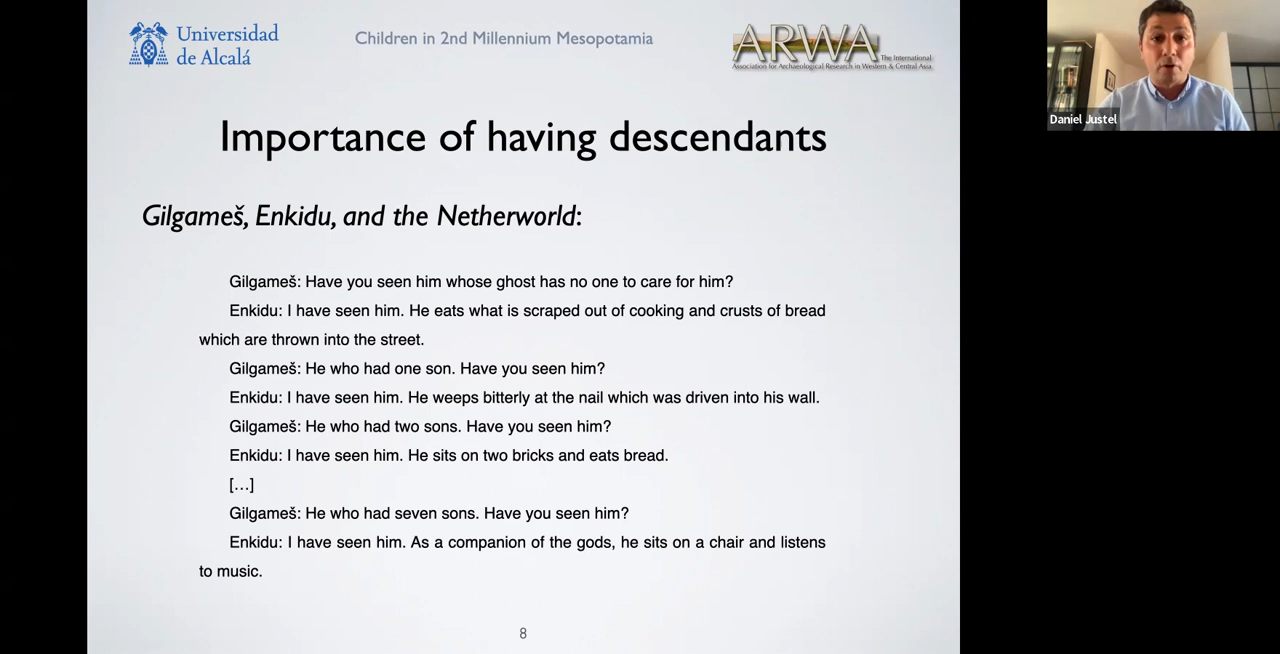 Universidad
de Alcalá
Children in 2nd Millennium Mesopotamia
ARWA
The International
Association for Archaeological Research in Western & Central Asia
Daniel Justel
Importance of having descendants
Gilgameš, Enkidu, and the Netherworld:
Gilgameš: Have you seen him whose ghost has no one to care for him?
Enkidu: I have seen him. He eats what is scraped out of cooking and crusts of bread
which are thrown into the street.
Gilgameš: He who had one son. Have you seen him?
Enkidu: I have seen him. He weeps bitterly at the nail which was driven into his wall.
Gilgameš: He who had two sons. Have you seen him?
Enkidu: I have seen him. He sits on two bricks and eats bread.
[…]
Gilgameš: He who had seven sons. Have you seen him?
Enkidu: I have seen him. As a companion of the gods, he sits on a chair and listens
to music.
8